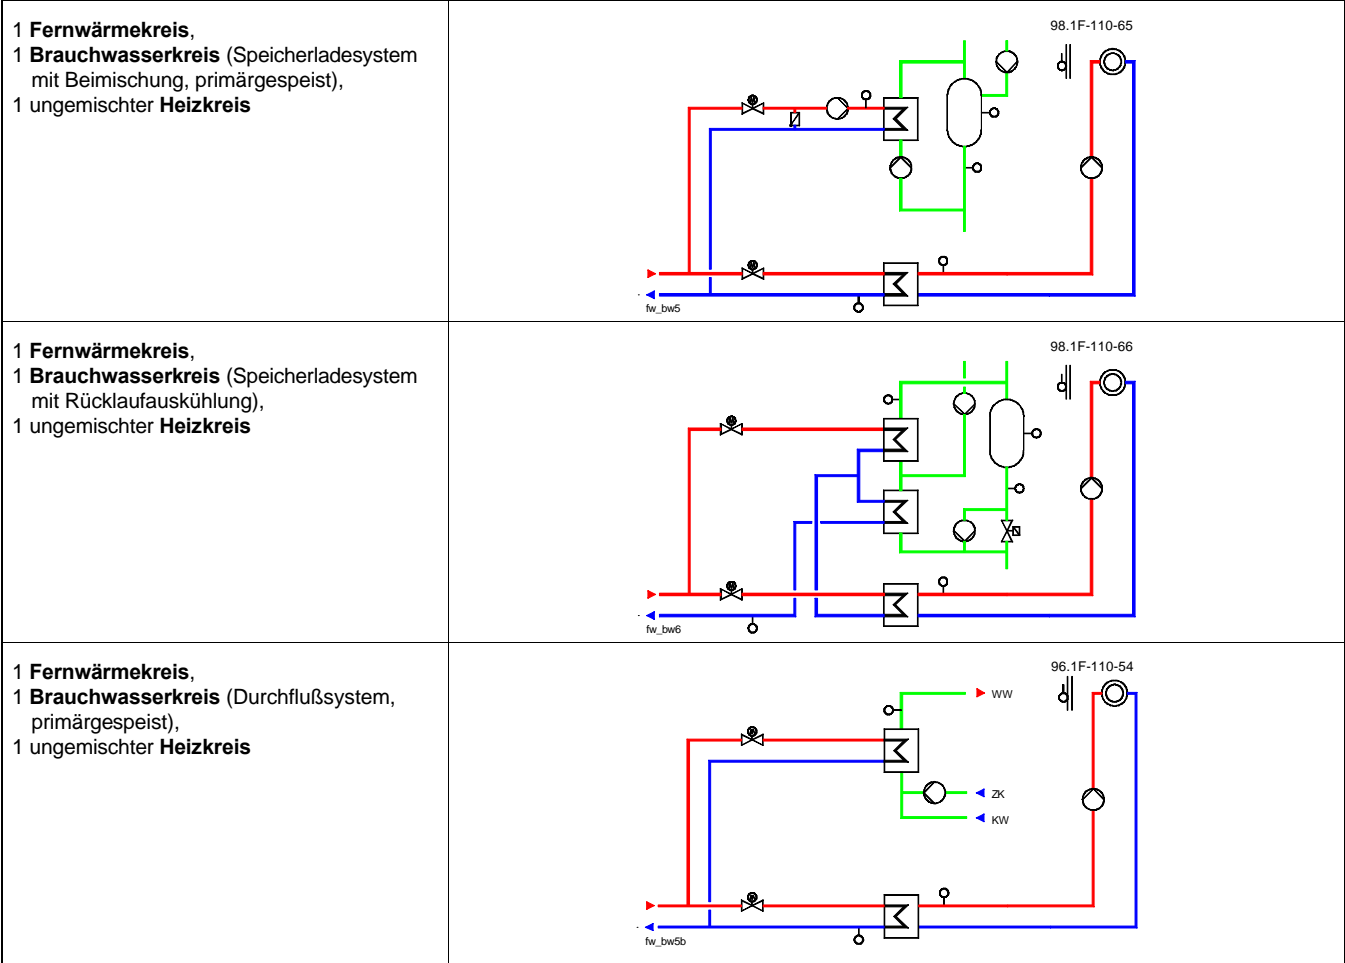 1 Fernwärmekreis,
1 Brauchwasserkreis (Speicherladesystem
mit Beimischung, primärgespeist),
1 ungemischter Heizkreis
98.1F-110-65
fw_bw5
1 Fernwärmekreis,
1 Brauchwasserkreis (Speicherladesystem
mit Rücklaufauskühlung),
1 ungemischter Heizkreis
98.1F-110-66
fw_bw6
1 Fernwärmekreis,
1 Brauchwasserkreis (Durchflußsystem,
primärgespeist),
1 ungemischter Heizkreis
96.1F-110-54
WW
ZK
KW
fw_bw5b